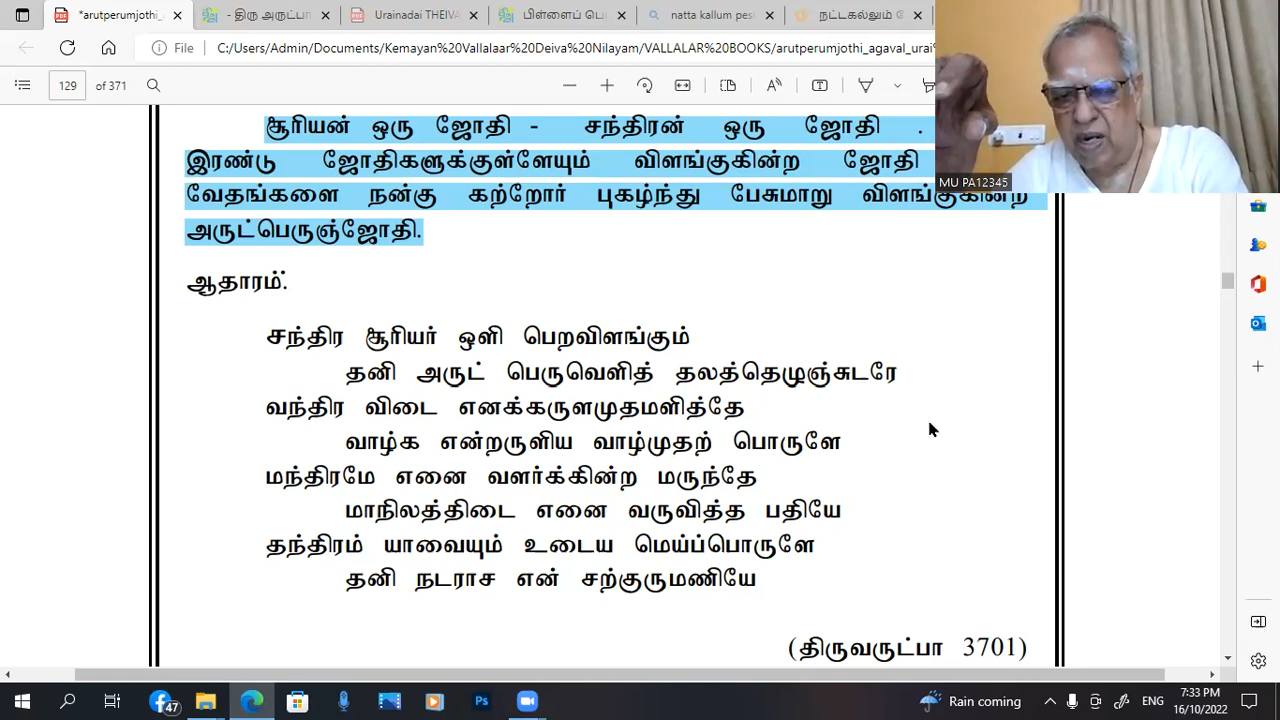 *arutperumjothi_a
- திரு அருட்பா
Urainadai THEIVA
பிள்ளைப் பெ
natta kallum pes
நட்டகல்லும் பே
File
C:/Users/Admin/Documents/Kemayan%20Vallalaar%20Deiva%20Nilayam/VALLALAR%20BOOKS/arutperumjothi_agaval_urai
129 of 371
MU PA12345
சூரியன் ஒரு ஜோதி - சந்திரன் ஒரு ஜோதி .
இரண்டு ஜோதிகளுக்குள்ளேயும் விளங்குகின்ற ஜோதி
வேதங்களை நன்கு கற்றோர் புகழ்ந்து பேசுமாறு விளங்குகின்ற
அருட்பெருஞ்ஜோதி.
ஆதாரம்:
சந்திர சூரியர் ஒளி பெறவிளங்கும்
தனி அருட் பெருவெளித் தலத்தெழுஞ்சுடரே
வந்திர விடை எனக்கருளமுதமளித்தே
வாழ்க என்றருளிய வாழ்முதற் பொருளே
மந்திரமே எனை வளர்க்கின்ற மருந்தே
மாநிலத்திடை எனை வருவித்த பதியே
தந்திரம் யாவையும் உடைய மெய்ப்பொருளே
தனி நடராச என் சற்குருமணியே
(திருவருட்பா 3701)
47
Ps
Rain coming
ENG
7:33 PM
16/10/2022